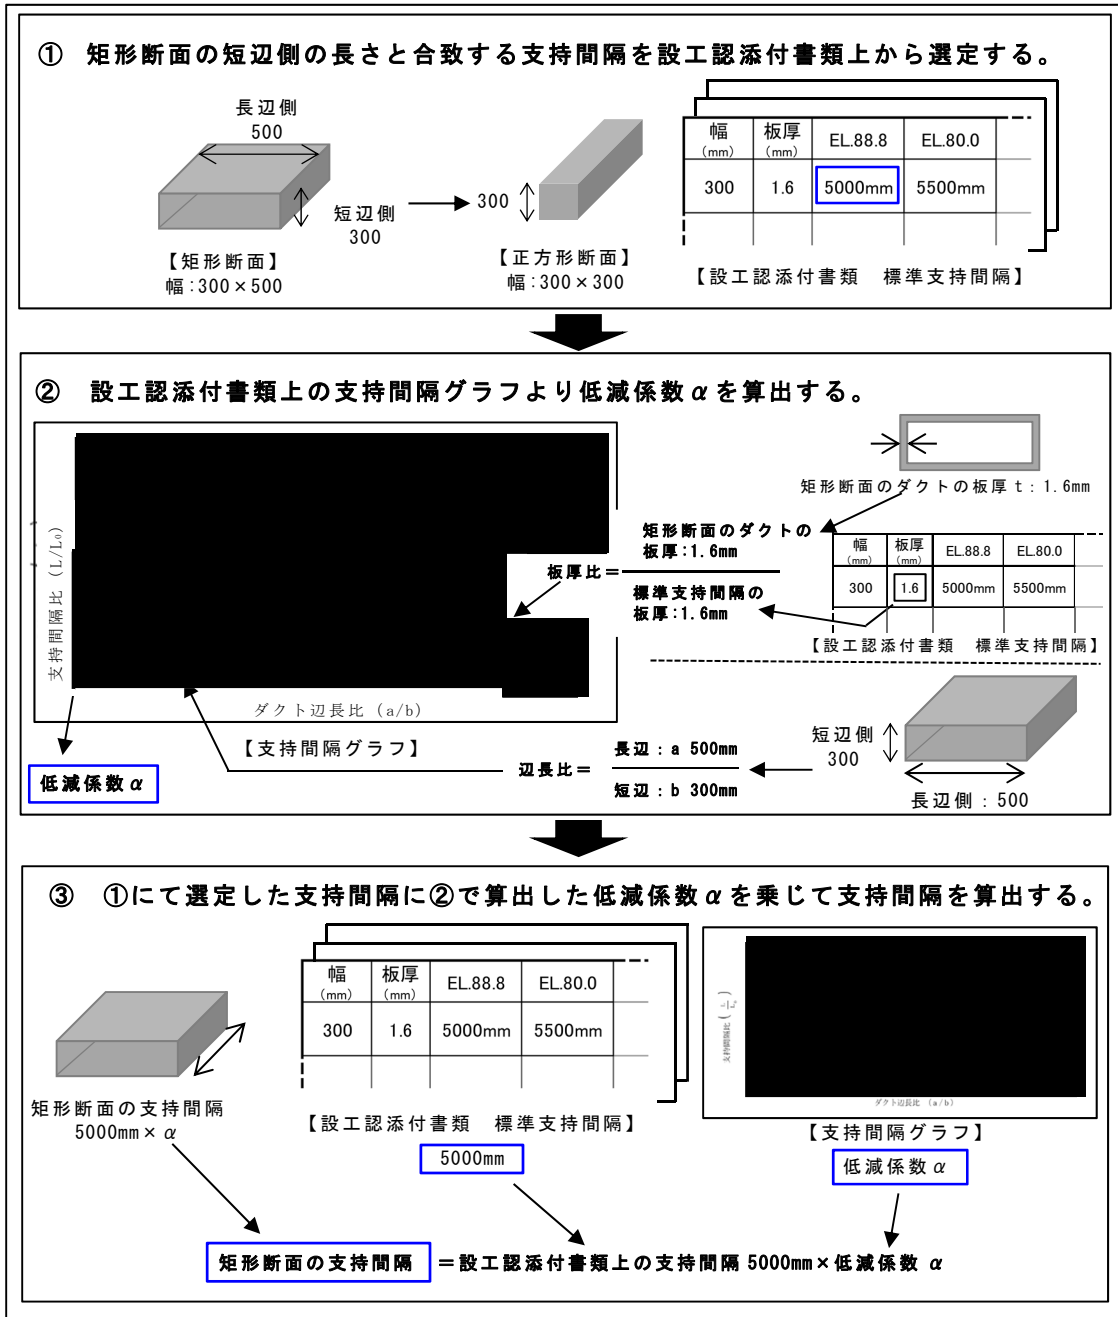 ① 矩形断面の短辺側の長さと合致する支持間隔を設工認添付書類上から選定する。
長辺側
500
短辺側
300
【矩形断面】
幅:300×500
300
【正方形断面】
幅:300×300
幅 板厚 EL.88.8 EL.80.0
(mm) (mm)
300 1.6 5000mm 5500mm
【設工認添付書類 標準支持間隔】
② 設工認添付書類上の支持間隔グラフより低減係数αを算出する。
支持間隔比 (L/L₀)
ダクト辺長比 (a/b)
【支持間隔グラフ】
低減係数α
板厚比=
矩形断面のダクトの
板厚:1.6mm
標準支持間隔の
板厚:1.6mm
矩形断面のダクトの板厚 t:1.6mm
幅 板厚 EL.88.8 EL.80.0
(mm) (mm)
300 1.6 5000mm 5500mm
【設工認添付書類 標準支持間隔】
辺長比=
長辺:a 500mm
短辺:b 300mm
短辺側
300
長辺側:500
③ ①にて選定した支持間隔に②で算出した低減係数αを乗じて支持間隔を算出する。
矩形断面の支持間隔
5000mm×α
幅 板厚 EL.88.8 EL.80.0
(mm) (mm)
300 1.6 5000mm 5500mm
【設工認添付書類 標準支持間隔】
5000mm
支持間隔比
ダクト辺長比 (a/b)
【支持間隔グラフ】
低減係数α
矩形断面の支持間隔 =設工認添付書類上の支持間隔 5000mm×低減係数 α